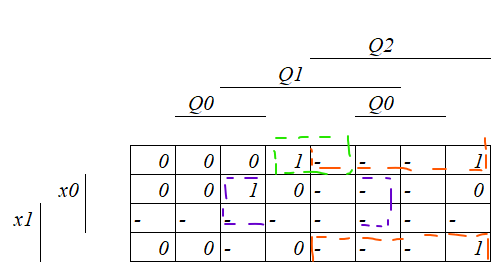 Q2
Q1
Q0 Q0
0 0 0 1 - - - 1
x0 0 0 1 0 - - - 0
x1 - - - - - - - -
0 0 - 0 - - - 1